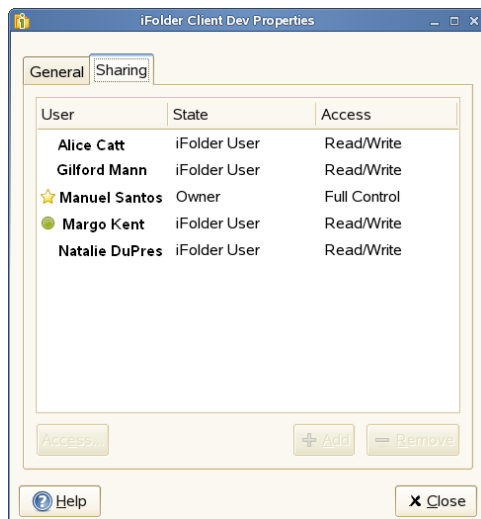 iFolder Client Dev Properties
General Sharing
User State Access
Alice Catt iFolder User Read/Write
Gilford Mann iFolder User Read/Write
Manuel Santos Owner Full Control
Margo Kent iFolder User Read/Write
Natalie DuPres iFolder User Read/Write
Access... Add Remove
Help Close